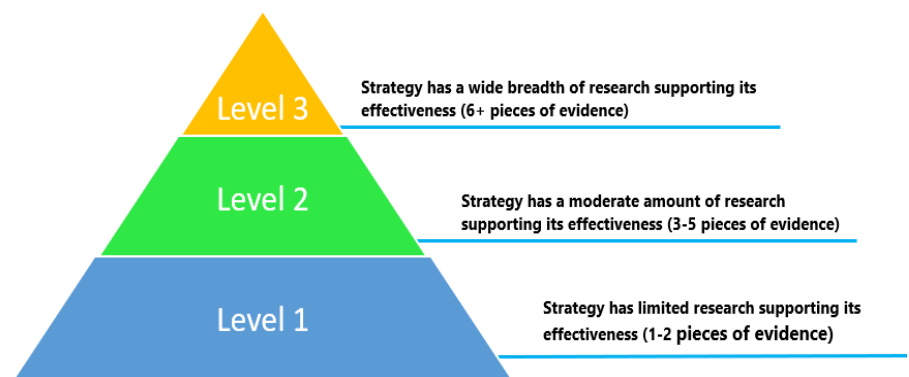 Level 3
Strategy has a wide breadth of research supporting its
effectiveness (6+ pieces of evidence)
Level 2
Strategy has a moderate amount of research
supporting its effectiveness (3-5 pieces of evidence)
Level 1
Strategy has limited research supporting its
effectiveness (1-2 pieces of evidence)